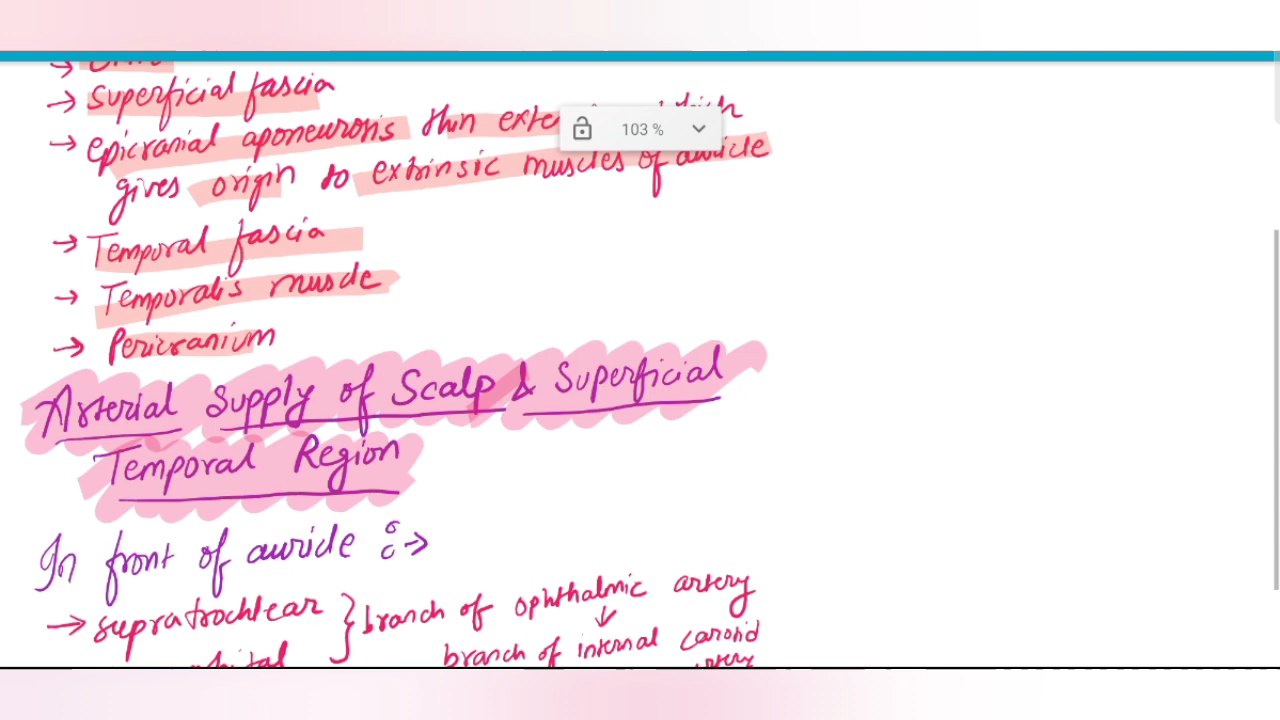 → Superficial fascia
→ epicranial aponeurosis thin
103 %
gives origin to extrinsic muscles of auricle
→ Temporal fascia
→ Temporalis muscle
→ Pericranium
Arterial Supply of Scalp & Superficial
Temporal Region
In front of auricle :→
→ supratrochlear } branch of ophthalmic artery
↓
branch of internal carotid